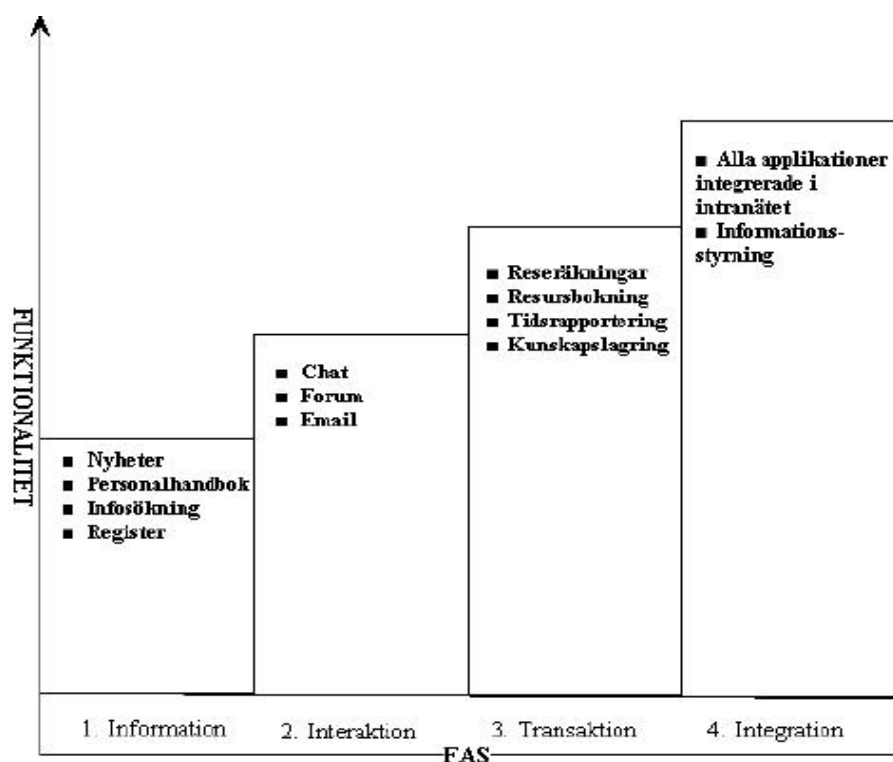 FUNKTIONALITET
■ Nyheter
■ Personalhandbok
■ Infosökning
■ Register
■ Chat
■ Forum
■ Email
■ Reseräkningar
■ Resursbokning
■ Tidsrapportering
■ Kunskapslagring
■ Alla applikationer
integrerade i
intranätet
■ Informations-
styrning
1. Information
2. Interaktion
3. Transaktion
4. Integration
FAS